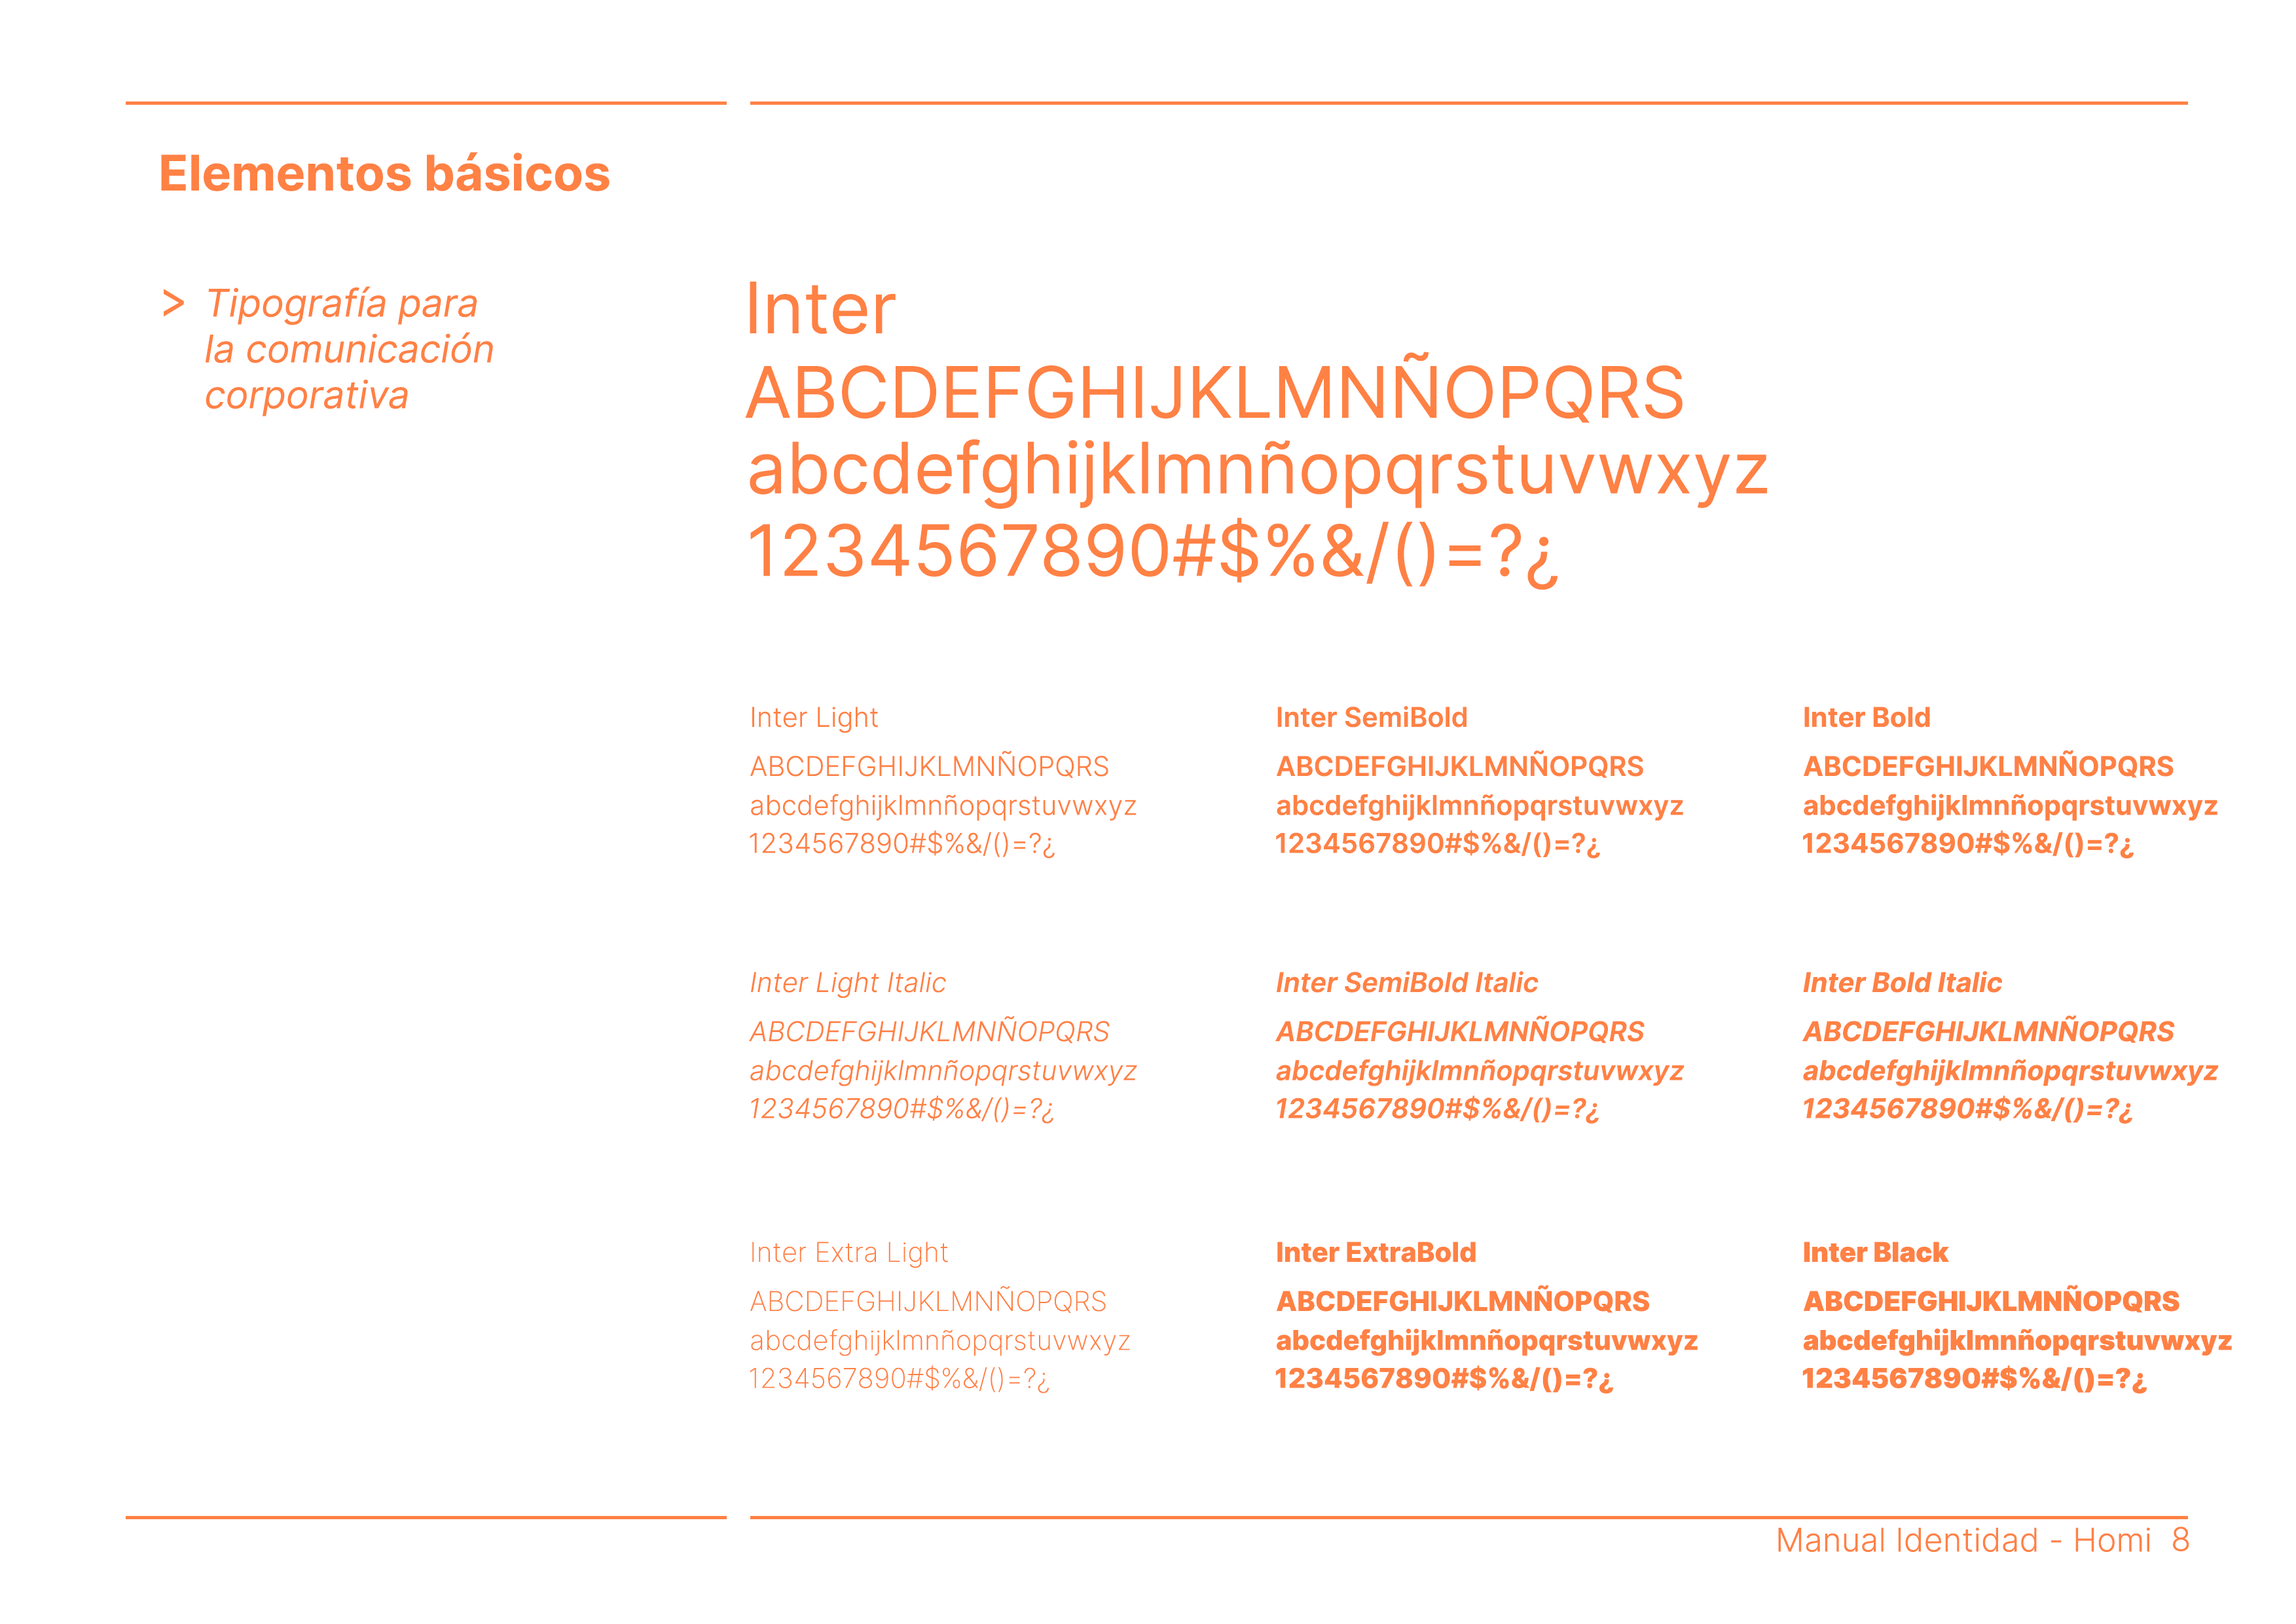 Elementos básicos
> Tipografía para
la comunicación
corporativa
Inter
ABCDEFGHIJKLMNÑOPQRS
abcdefghijklmnñopqrstuvwxyz
1234567890#$%&/()=?¿
Inter Light
ABCDEFGHIJKLMNÑOPQRS
abcdefghijklmnñopqrstuvwxyz
1234567890#$%&/()=?¿
Inter SemiBold
ABCDEFGHIJKLMNÑOPQRS
abcdefghijklmnñopqrstuvwxyz
1234567890#$%&/()=?¿
Inter Bold
ABCDEFGHIJKLMNÑOPQRS
abcdefghijklmnñopqrstuvwxyz
1234567890#$%&/()=?¿
Inter Light Italic
ABCDEFGHIJKLMNÑOPQRS
abcdefghijklmnñopqrstuvwxyz
1234567890#$%&/()=?¿
Inter SemiBold Italic
ABCDEFGHIJKLMNÑOPQRS
abcdefghijklmnñopqrstuvwxyz
1234567890#$%&/()=?¿
Inter Bold Italic
ABCDEFGHIJKLMNÑOPQRS
abcdefghijklmnñopqrstuvwxyz
1234567890#$%&/()=?¿
Inter Extra Light
ABCDEFGHIJKLMNÑOPQRS
abcdefghijklmnñopqrstuvwxyz
1234567890#$%&/()=?¿
Inter ExtraBold
ABCDEFGHIJKLMNÑOPQRS
abcdefghijklmnñopqrstuvwxyz
1234567890#$%&/()=?¿
Inter Black
ABCDEFGHIJKLMNÑOPQRS
abcdefghijklmnñopqrstuvwxyz
1234567890#$%&/()=?¿
Manual Identidad - Homi 8